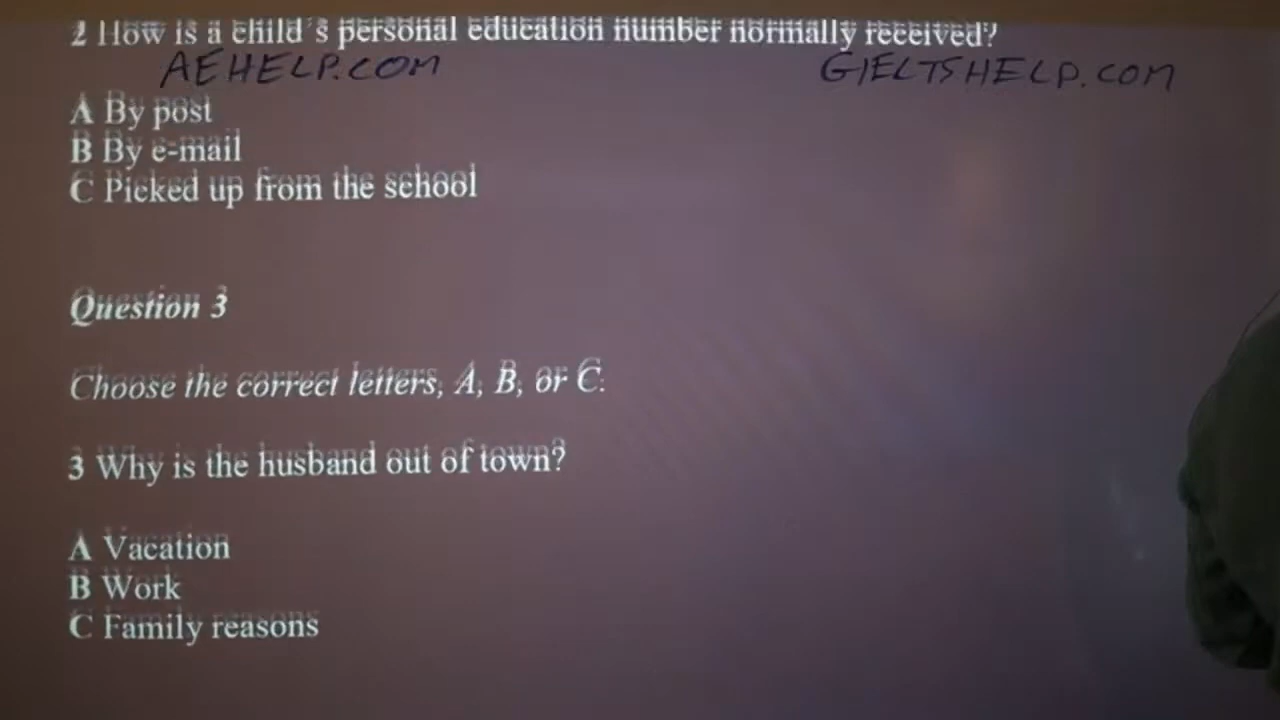 2 How is a child's personal education number normally received?
AEHELP.COM GIELTSHELP.COM
A By post
B By e-mail
C Picked up from the school
Question 3
Choose the correct letters, A, B, or C.
3 Why is the husband out of town?
A Vacation
B Work
C Family reasons